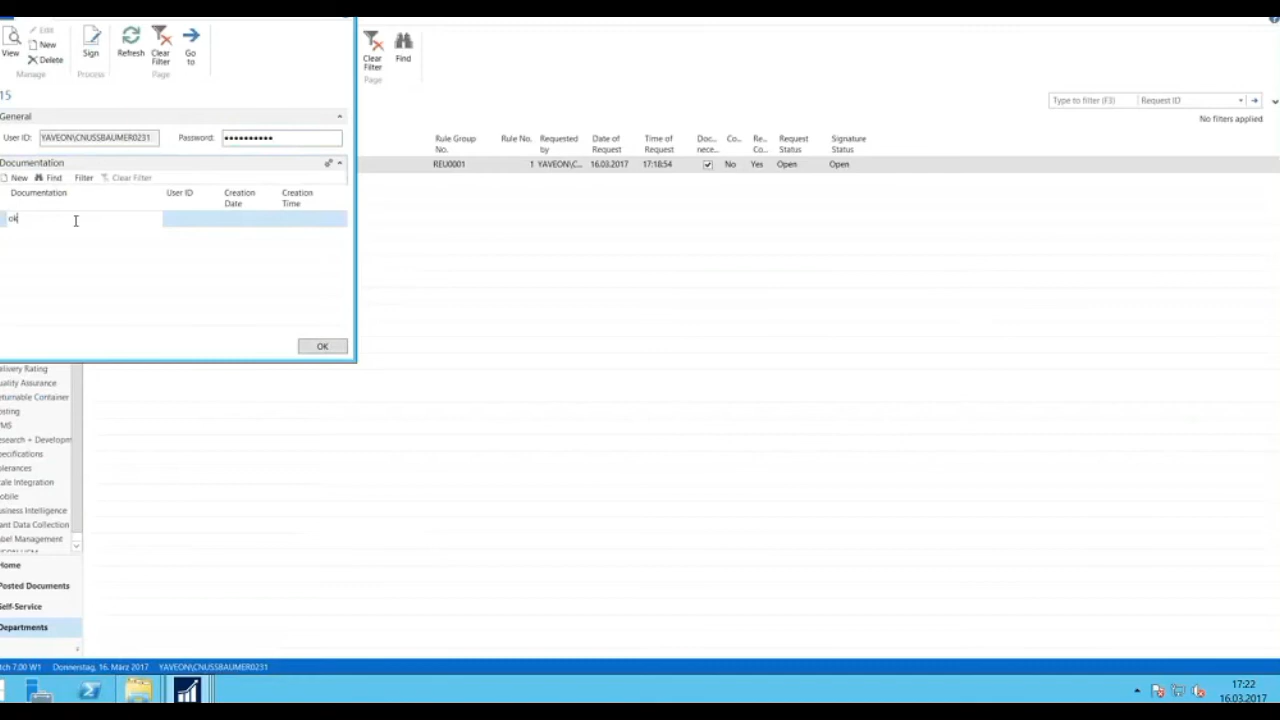 View
Edit
New
Delete
Manage
Sign
Process
Refresh
Clear
Filter
Go
to
Page
15
General
User ID:
YAVEON\CNUSSBAUMER0231
Password:
••••••••••
Documentation
New
Find
Filter
Clear Filter
Documentation
User ID
Creation
Date
Creation
Time
ok
OK
Clear
Filter
Find
Page
Type to filter (F3)
Request ID
No filters applied
Rule Group
No.
Rule No.
Requested
by
Date of
Request
Time of
Request
Doc...
nece...
Co...
Re...
Co...
Request
Status
Signature
Status
REU0001
1
YAVEON\C...
16.03.2017
17:18:54
No
Yes
Open
Open
elivery Rating
uality Assurance
eturnable Container
osting
MS
esearch + Developm
pecifications
olerances
cale Integration
obile
usiness Intelligence
ant Data Collection
abel Management
Home
Posted Documents
Self-Service
Departments
tch 7.00 W1
Donnerstag, 16. März 2017
YAVEON\CNUSSBAUMER0231
17:22
16.03.2017